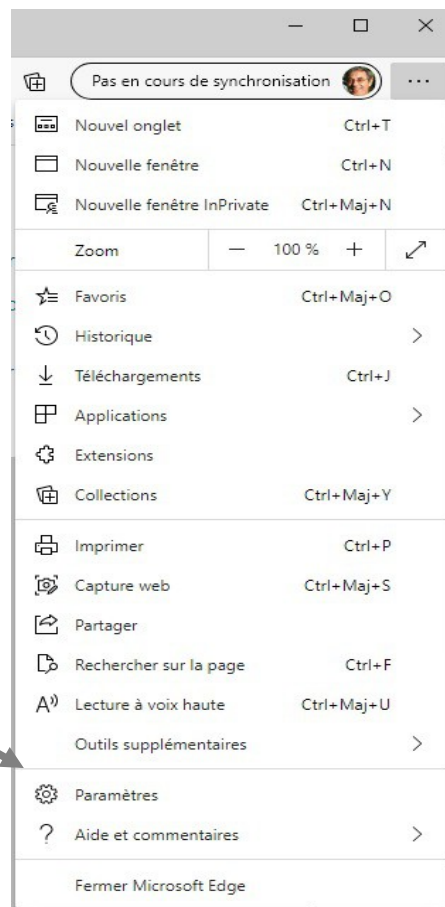 Pas en cours de synchronisation
Nouvel onglet Ctrl+T
Nouvelle fenêtre Ctrl+N
Nouvelle fenêtre InPrivate Ctrl+Maj+N
Zoom — 100 % +
Favoris Ctrl+Maj+O
Historique
Téléchargements Ctrl+J
Applications
Extensions
Collections Ctrl+Maj+Y
Imprimer Ctrl+P
Capture web Ctrl+Maj+S
Partager
Rechercher sur la page Ctrl+F
Lecture à voix haute Ctrl+Maj+U
Outils supplémentaires
Paramètres
Aide et commentaires
Fermer Microsoft Edge